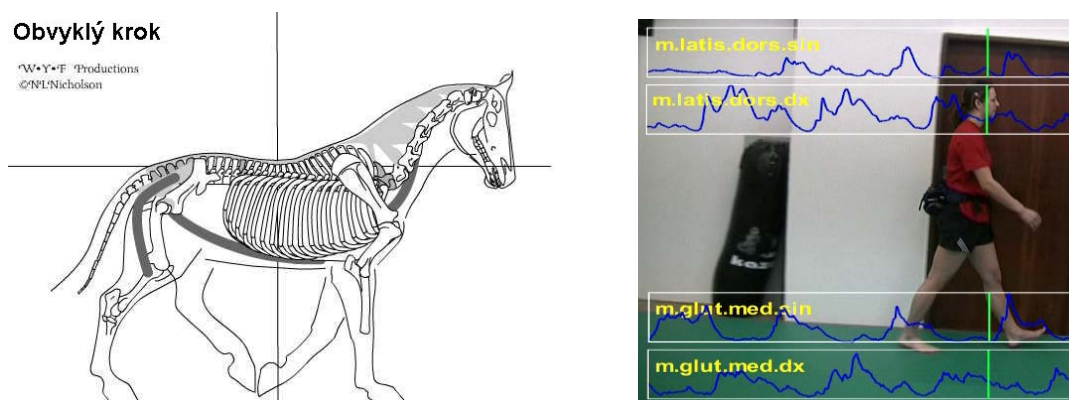 Obvyklý krok
W•Y•F Productions
©N.L.Nicholson
m.latis.dors.sin
m.latis.dors.dx
m.glut.med.sin
m.glut.med.dx